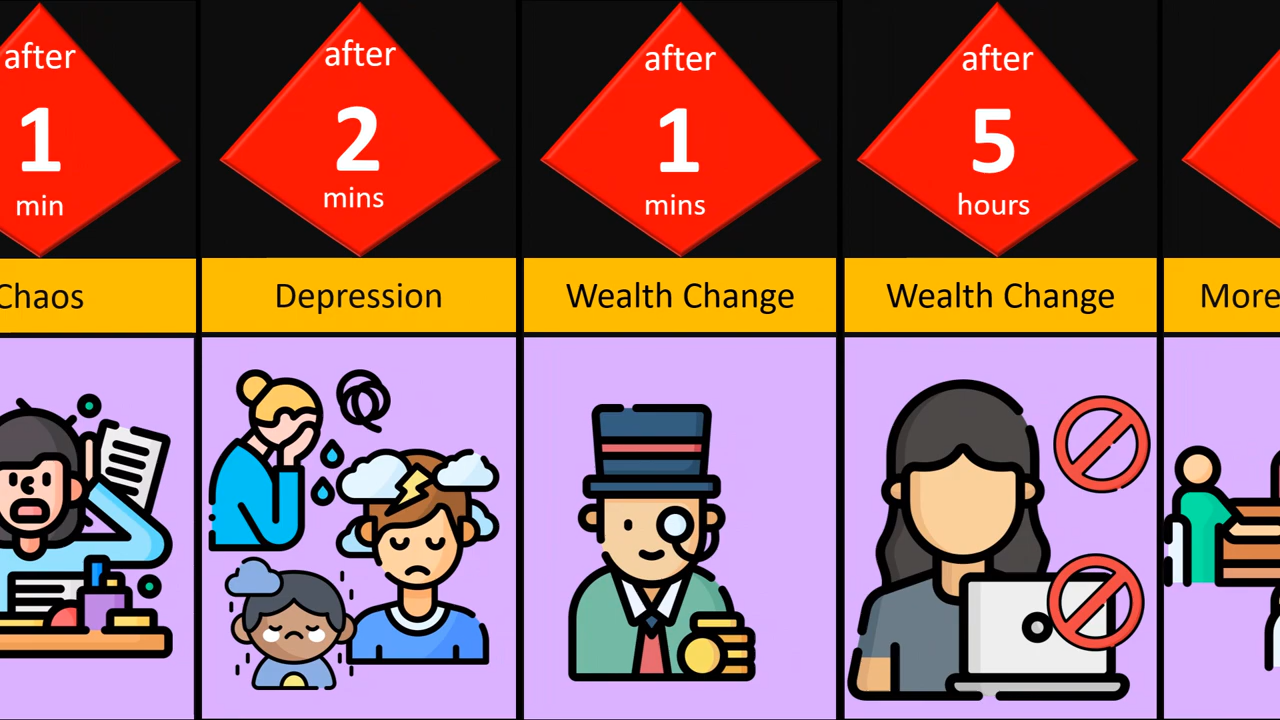 after
1
min
Chaos
after
2
mins
Depression
after
1
mins
Wealth Change
after
5
hours
Wealth Change
More